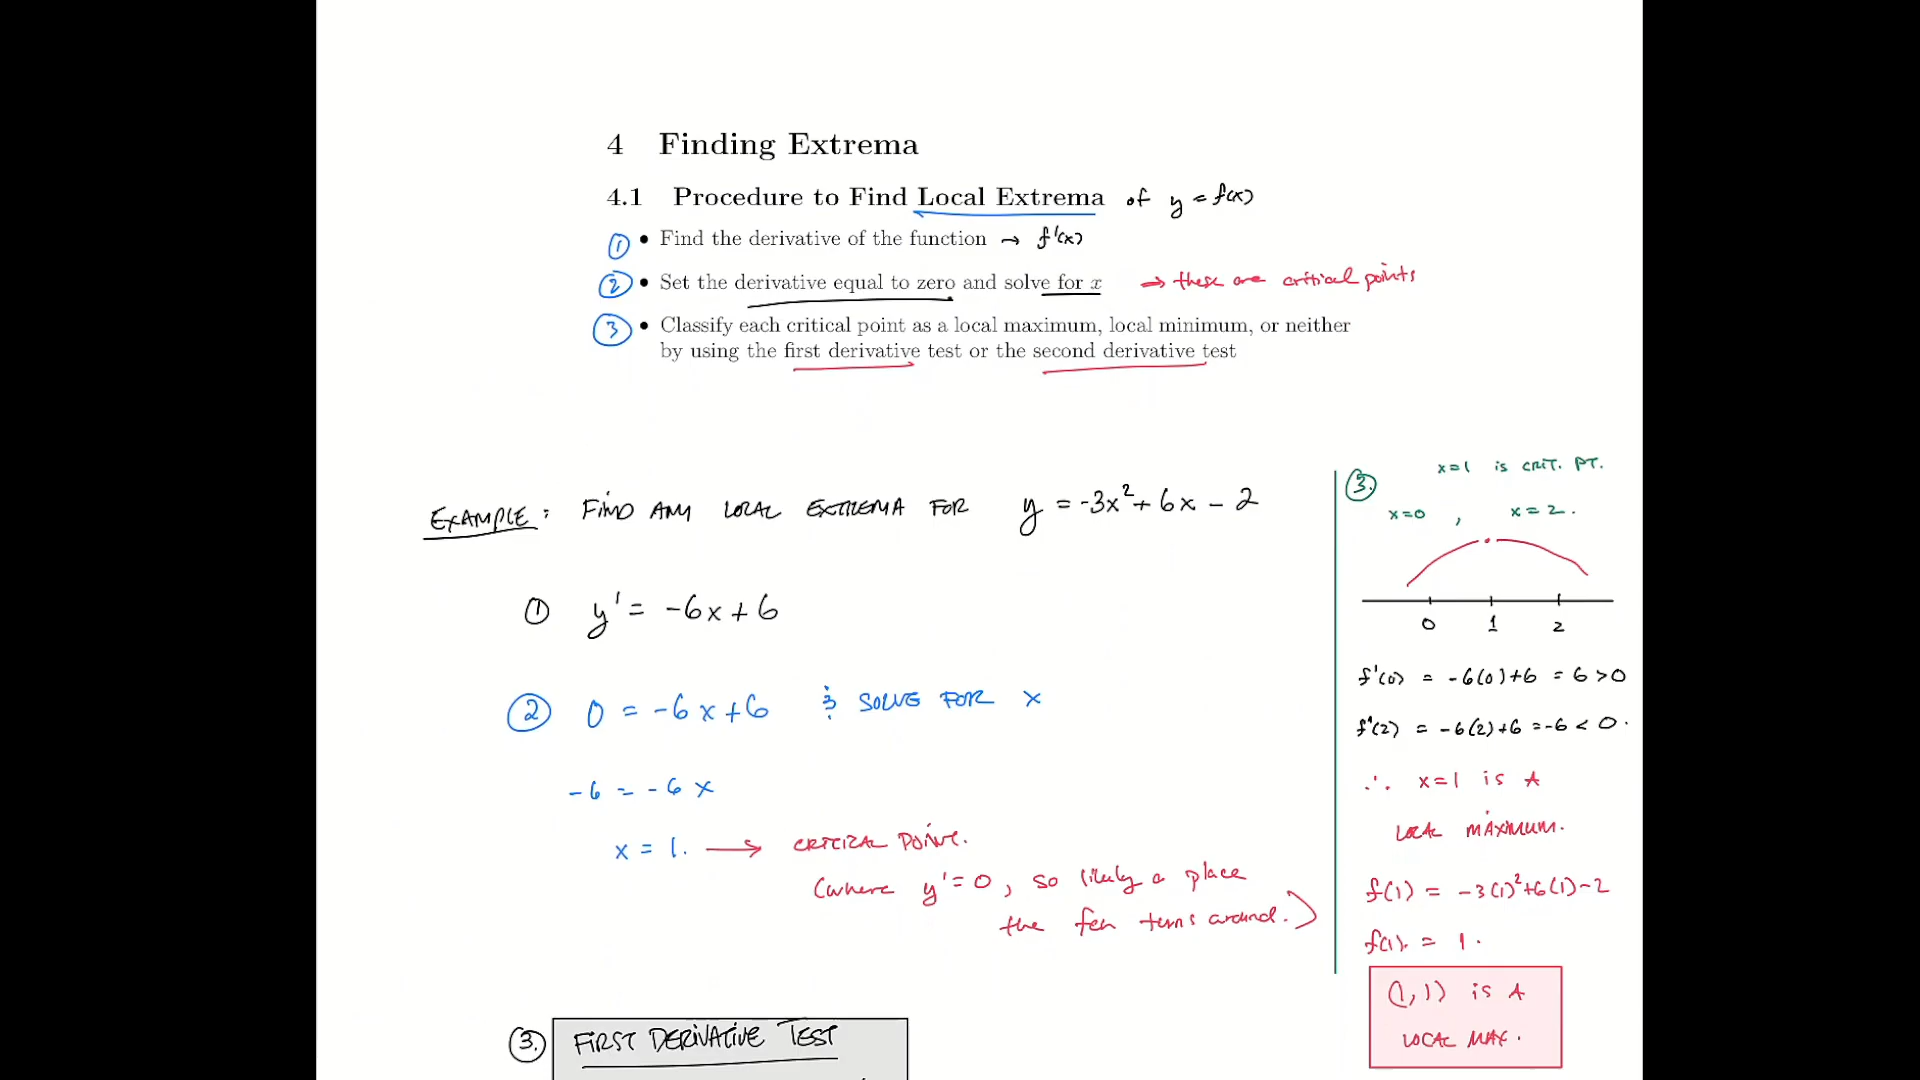 4 Finding Extrema
4.1 Procedure to Find Local Extrema of y = f(x)
① • Find the derivative of the function → f'(x)
② • Set the derivative equal to zero and solve for x ⇒ these are critical points
③ • Classify each critical point as a local maximum, local minimum, or neither
by using the first derivative test or the second derivative test
EXAMPLE: FIND ANY LOCAL EXTREMA FOR y = -3x² + 6x - 2
① y' = -6x + 6
② 0 = -6x + 6 & SOLVE FOR x
-6 = -6x
x = 1. → CRITICAL POINT.
(where y' = 0, so likely a place
the fcn turns around.)
③. FIRST DERIVATIVE TEST
③. x=1 is CRIT. PT.
x=0 , x=2.
0 1 2
f'(0) = -6(0)+6 = 6 > 0
f'(2) = -6(2)+6 = -6 < 0.
∴ x=1 is A
LOCAL MAXIMUM.
f(1) = -3(1)²+6(1)-2
f(1) = 1.
(1,1) is A
LOCAL MAX.